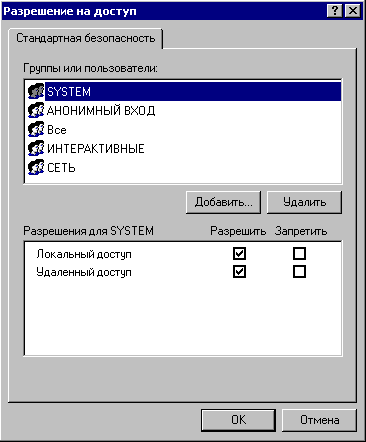 Разрешение на доступ
Стандартная безопасность
Группы или пользователи:
SYSTEM
АНОНИМНЫЙ ВХОД
Все
ИНТЕРАКТИВНЫЕ
СЕТЬ
Добавить... Удалить
Разрешения для SYSTEM Разрешить Запретить
Локальный доступ
Удаленный доступ
OK Отмена